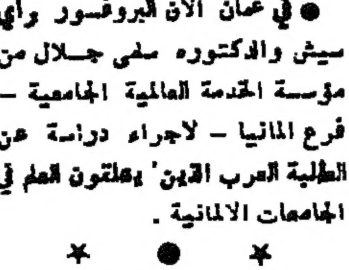 ● في عمان الآن البروفسور راي
سيش والدكتوره سلمى جلال من
مؤسسة الخدمة العالمية الجامعية –
فرع المانيا – لاجراء دراسة عن
الطلبة العرب الذين يتلقون العلم في
الجامعات الالمانية .
* ● *